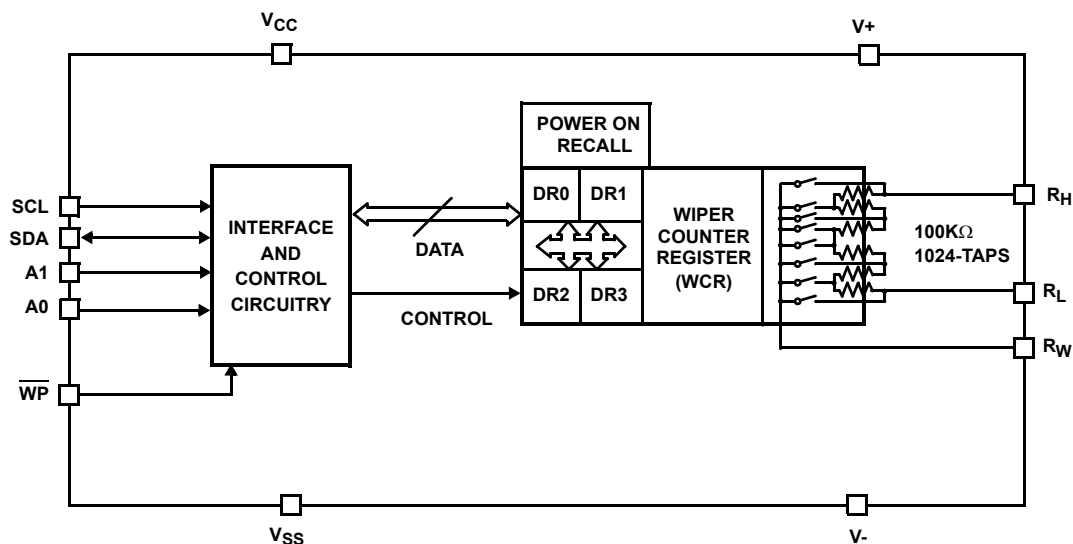 VCC
V+
POWER ON
RECALL
DR0
DR1
DR2
DR3
WIPER
COUNTER
REGISTER
(WCR)
SCL
SDA
A1
A0
WP
INTERFACE
AND
CONTROL
CIRCUITRY
DATA
CONTROL
100KΩ
1024-TAPS
RH
RL
RW
VSS
V-